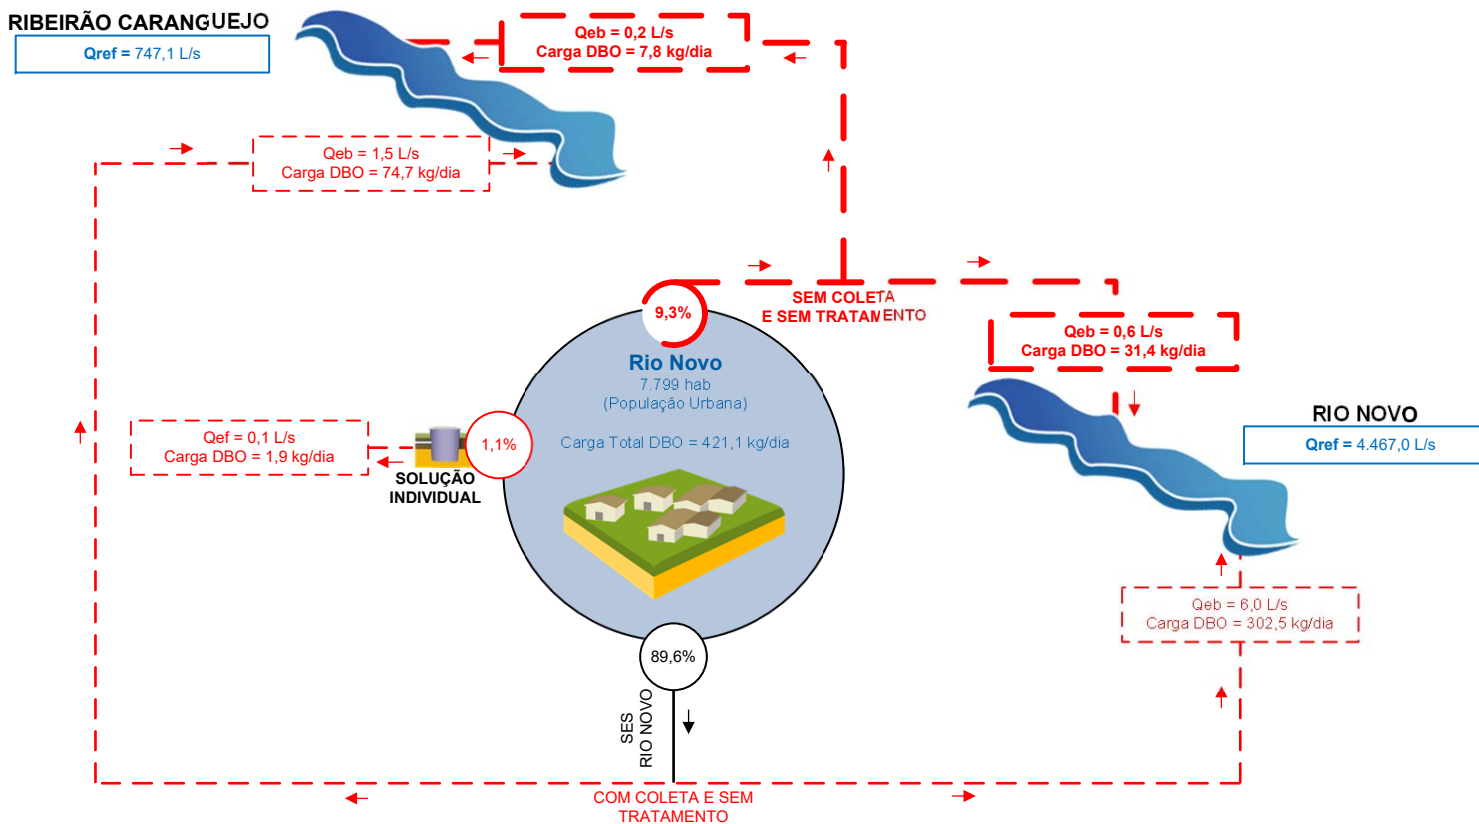 RIBEIRÃO CARANGUEJO
Qref = 747,1 L/s
Qeb = 0,2 L/s
Carga DBO = 7,8 kg/dia
Qeb = 1,5 L/s
Carga DBO = 74,7 kg/dia
SEM COLETA
E SEM TRATAMENTO
9,3%
Qeb = 0,6 L/s
Carga DBO = 31,4 kg/dia
Rio Novo
7.799 hab
(População Urbana)
Carga Total DBO = 421,1 kg/dia
RIO NOVO
Qref = 4.467,0 L/s
Qef = 0,1 L/s
Carga DBO = 1,9 kg/dia
1,1%
SOLUÇÃO
INDIVIDUAL
Qeb = 6,0 L/s
Carga DBO = 302,5 kg/dia
89,6%
SES
RIO NOVO
COM COLETA E SEM
TRATAMENTO